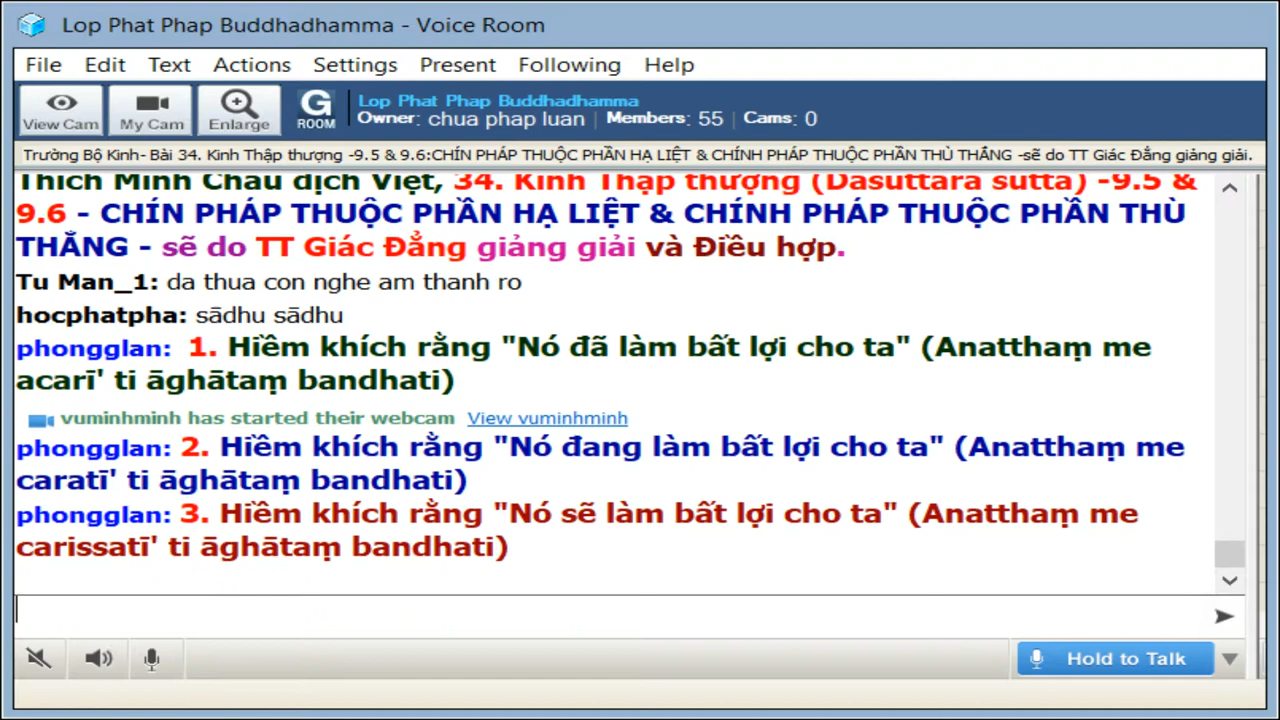 Lop Phat Phap Buddhadhamma - Voice Room
File Edit Text Actions Settings Present Following Help
View Cam My Cam Enlarge G ROOM
Lop Phat Phap Buddhadhamma
Owner: chua phap luan | Members: 55 | Cams: 0
Trường Bộ Kinh- Bài 34. Kinh Thập thượng -9.5 & 9.6:CHÍN PHÁP THUỘC PHẦN HẠ LIỆT & CHÍNH PHÁP THUỘC PHẦN THÙ THẮNG -sẽ do TT Giác Đẳng giảng giải.
Thích Minh Châu dịch Việt, 34. Kinh Thập thượng (Dasuttara sutta) -9.5 &
9.6 - CHÍN PHÁP THUỘC PHẦN HẠ LIỆT & CHÍNH PHÁP THUỘC PHẦN THÙ
THẮNG - sẽ do TT Giác Đẳng giảng giải và Điều hợp.
Tu Man_1: da thua con nghe am thanh ro
hocphatpha: sādhu sādhu
phongglan: 1. Hiềm khích rằng "Nó đã làm bất lợi cho ta" (Anatthaṃ me
acarī' ti āghātaṃ bandhati)
vuminhminh has started their webcam View vuminhminh
phongglan: 2. Hiềm khích rằng "Nó đang làm bất lợi cho ta" (Anatthaṃ me
caratī' ti āghātaṃ bandhati)
phongglan: 3. Hiềm khích rằng "Nó sẽ làm bất lợi cho ta" (Anatthaṃ me
carissatī' ti āghātaṃ bandhati)
Hold to Talk